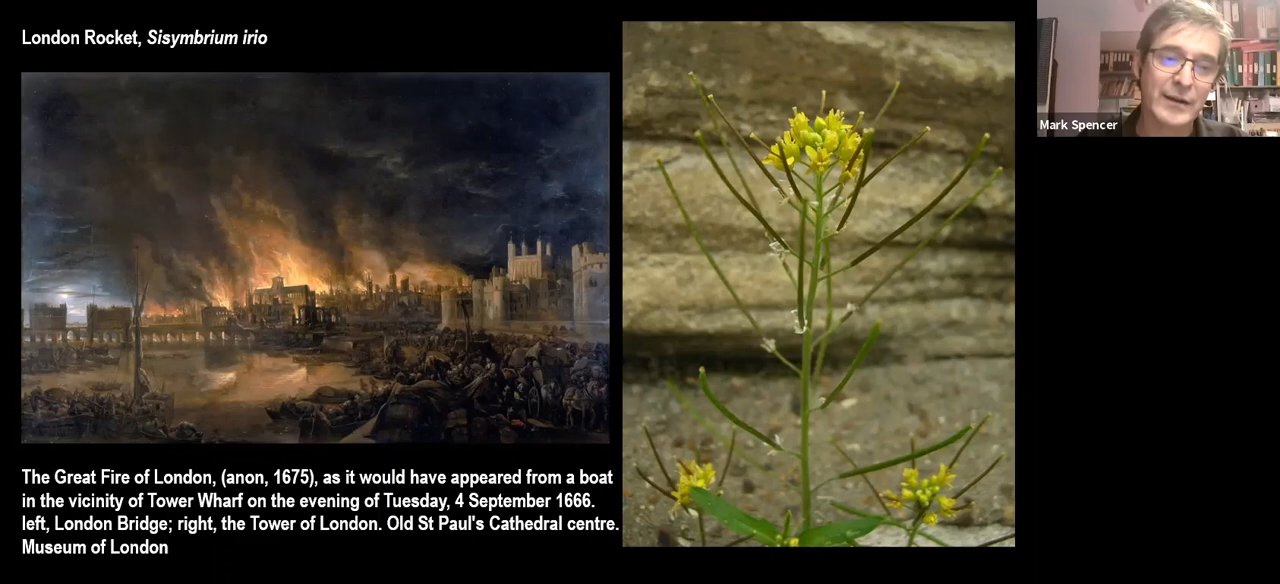 London Rocket, Sisymbrium irio
Mark Spencer
The Great Fire of London, (anon, 1675), as it would have appeared from a boat
in the vicinity of Tower Wharf on the evening of Tuesday, 4 September 1666.
left, London Bridge; right, the Tower of London. Old St Paul's Cathedral centre.
Museum of London